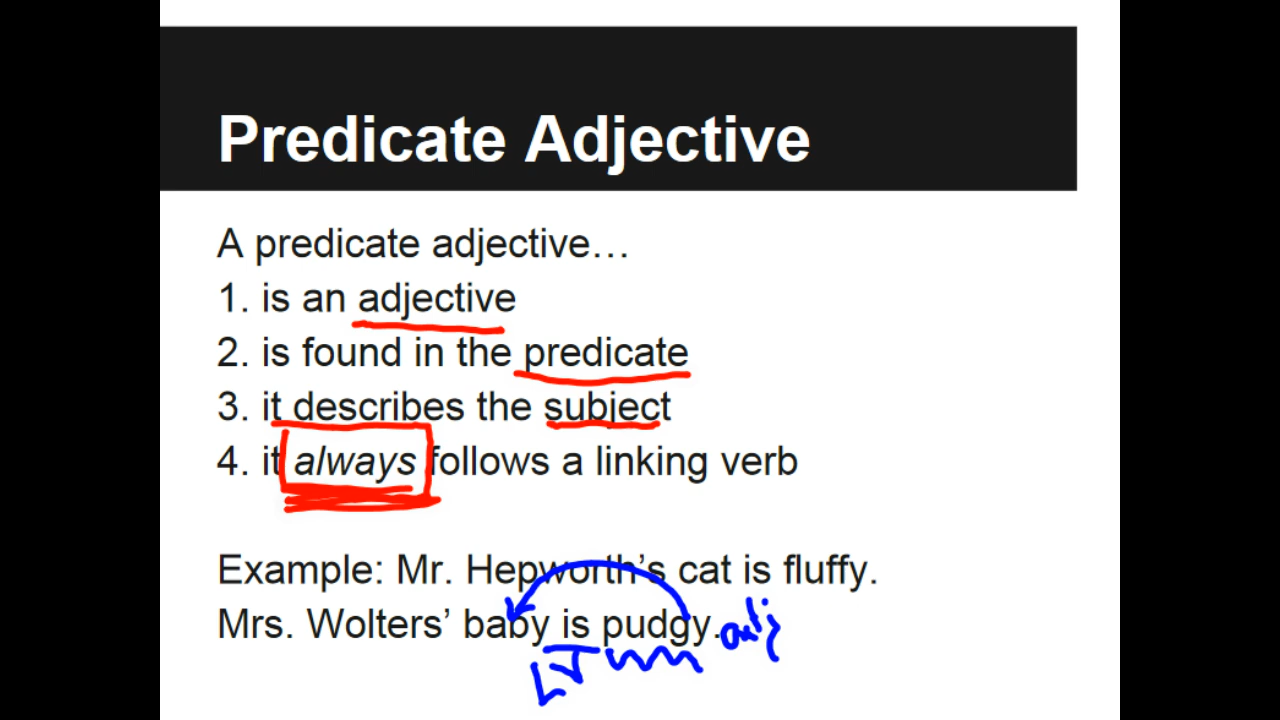 Predicate Adjective
A predicate adjective…
1. is an adjective
2. is found in the predicate
3. it describes the subject
4. it always follows a linking verb
Example: Mr. Hepworth's cat is fluffy.
Mrs. Wolters' baby is pudgy. adj
LV